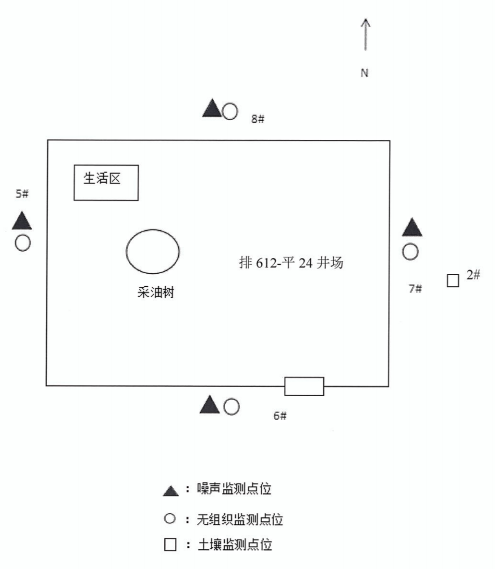 N
8#
生活区
5#
排 612-平 24 井场
2#
采油树
7#
6#
：噪声监测点位
：无组织监测点位
：土壤监测点位